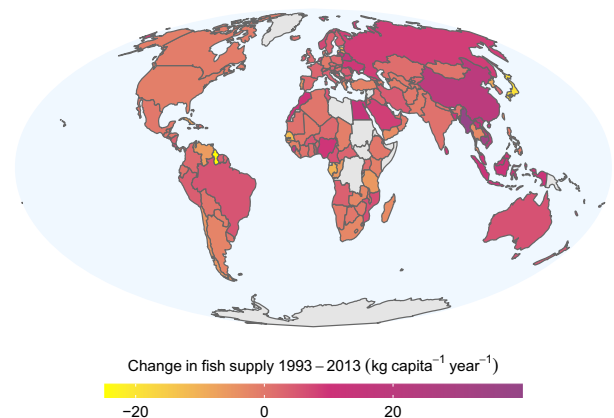 Change in fish supply 1993 – 2013 (kg capita⁻¹ year⁻¹)
−20 0 20